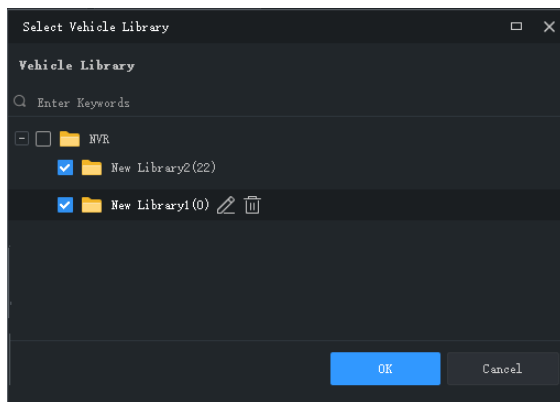 Select Vehicle Library
Vehicle Library
Enter Keywords
NVR
New Library2(22)
New Library1(0)
OK
Cancel